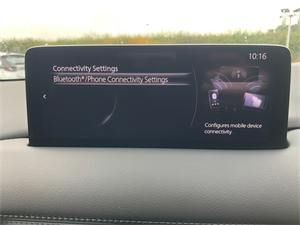 10:16
Connectivity Settings
Bluetooth®/Phone Connectivity Settings
Configures mobile device
connectivity.